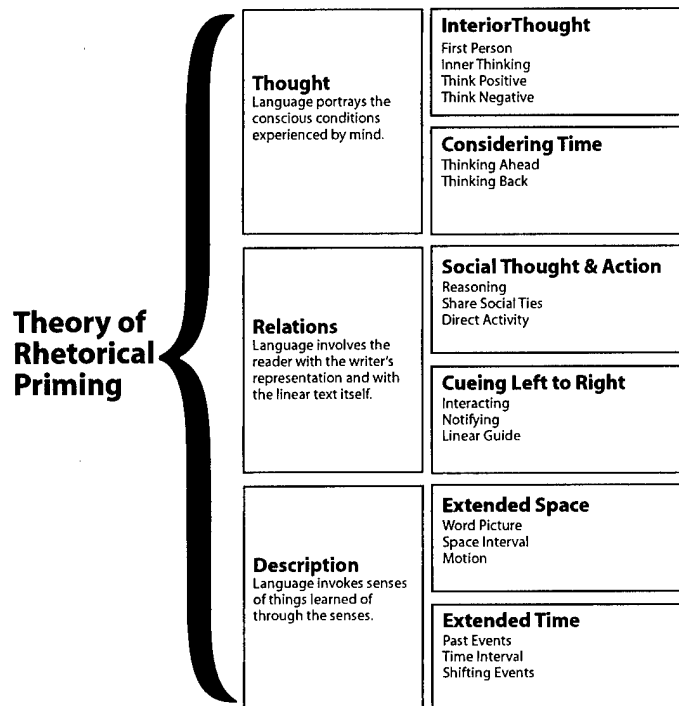 Theory of
Rhetorical
Priming
Thought
Language portrays the
conscious conditions
experienced by mind.
InteriorThought
First Person
Inner Thinking
Think Positive
Think Negative
Considering Time
Thinking Ahead
Thinking Back
Relations
Language involves the
reader with the writer's
representation and with
the linear text itself.
Social Thought & Action
Reasoning
Share Social Ties
Direct Activity
Cueing Left to Right
Interacting
Notifying
Linear Guide
Description
Language invokes senses
of things learned of
through the senses.
Extended Space
Word Picture
Space Interval
Motion
Extended Time
Past Events
Time Interval
Shifting Events